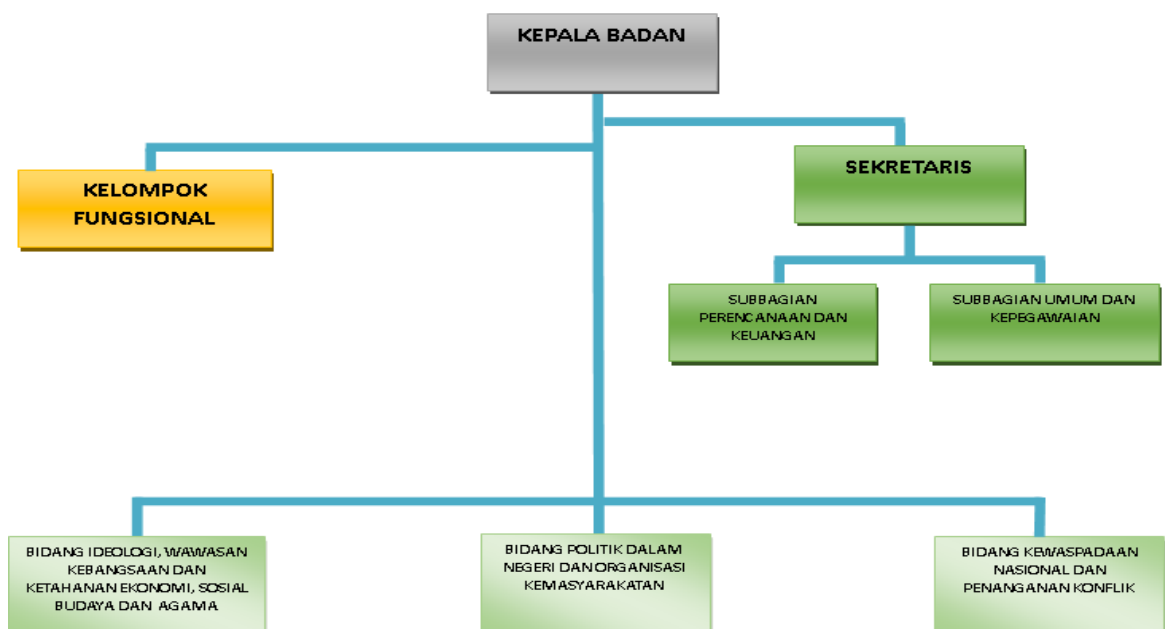 KEPALA BADAN
KELOMPOK
FUNGSIONAL
SEKRETARIS
SUBBAGIAN
PERENCANAAN DAN
KEUANGAN
SUBBAGIAN UMUM DAN
KEPEGAWAIAN
BIDANG IDEOLOGI, WAWASAN
KEBANGSAAN DAN
KETAHANAN EKONOMI, SOSIAL
BUDAYA DAN AGAMA
BIDANG POLITIK DALAM
NEGERI DAN ORGANISASI
KEMASYARAKATAN
BIDANG KEWASPADAAN
NASIONAL DAN
PENANGANAN KONFLIK